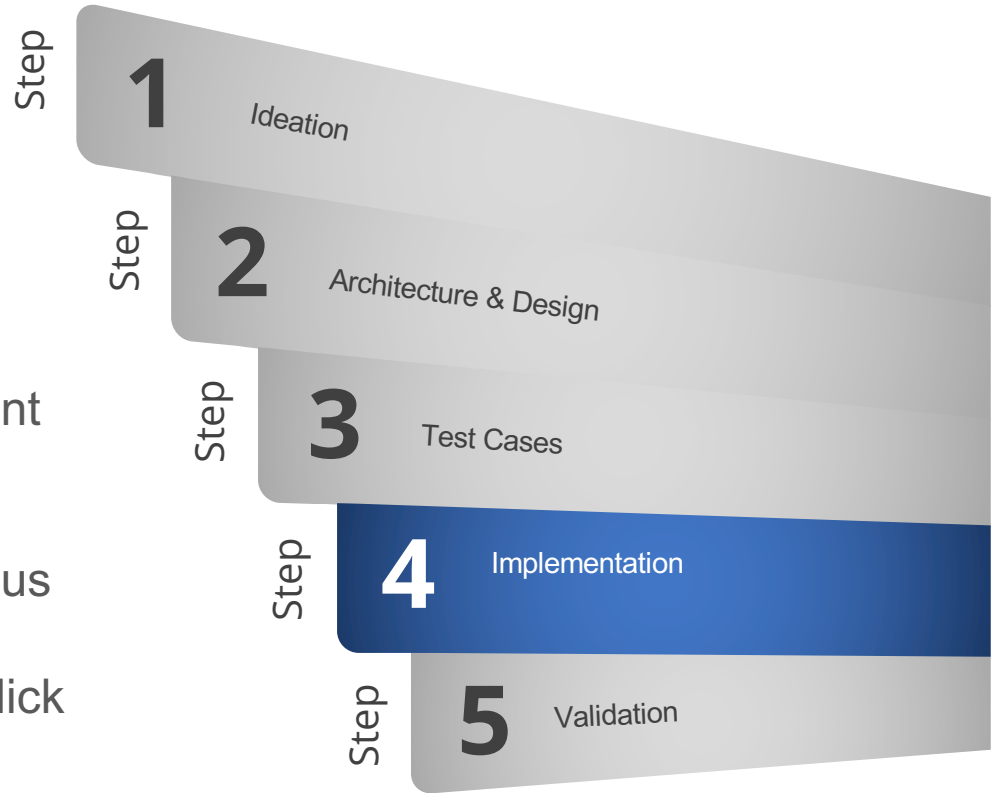 Step 1 Ideation
Step 2 Architecture & Design
nt
Step 3 Test Cases
us
Step 4 Implementation
lick
Step 5 Validation